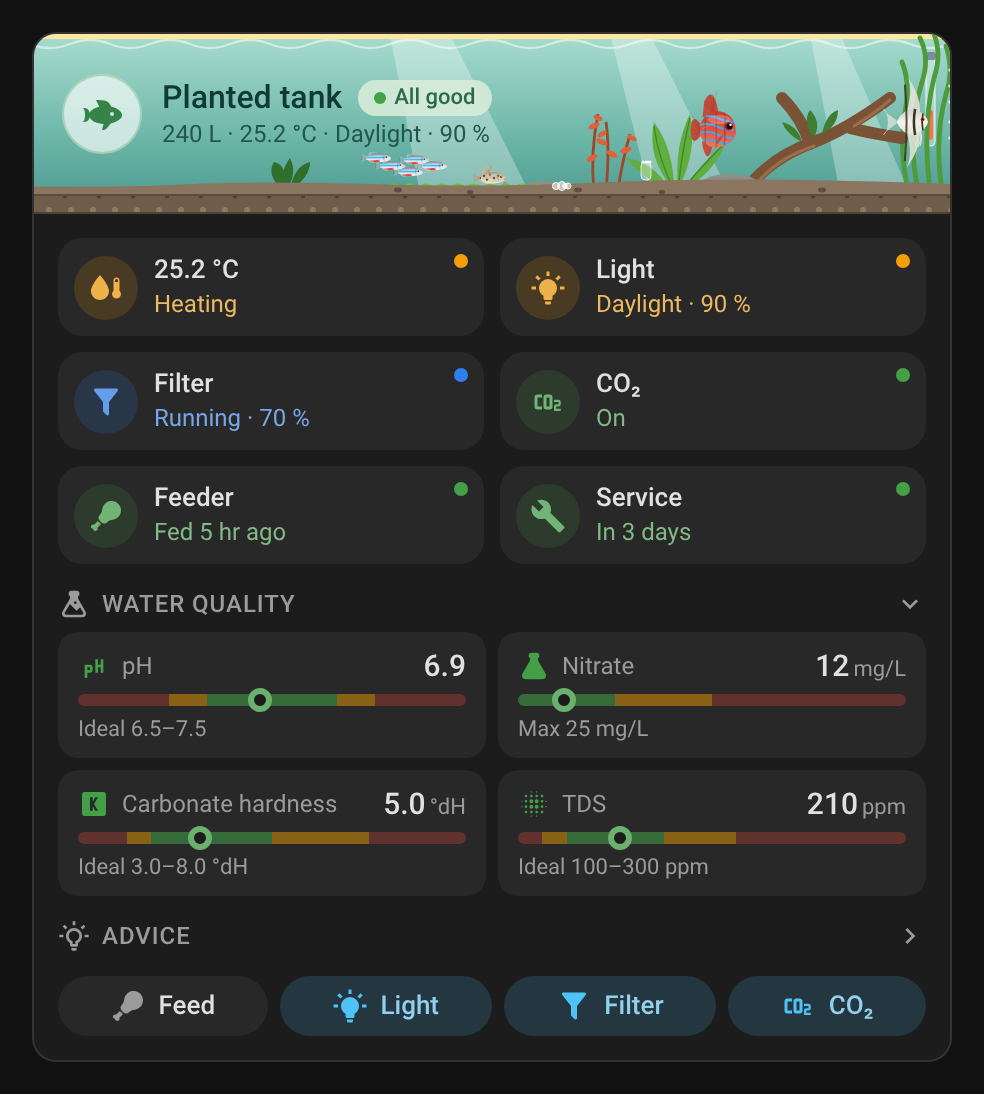 Planted tank
All good
240 L · 25.2 °C · Daylight · 90 %
25.2 °C
Heating
Light
Daylight · 90 %
Filter
Running · 70 %
CO₂
On
Feeder
Fed 5 hr ago
Service
In 3 days
WATER QUALITY
pH pH 6.9
Ideal 6.5–7.5
Nitrate 12 mg/L
Max 25 mg/L
K Carbonate hardness 5.0 °dH
Ideal 3.0–8.0 °dH
TDS 210 ppm
Ideal 100–300 ppm
ADVICE
Feed
Light
Filter
CO₂ CO₂